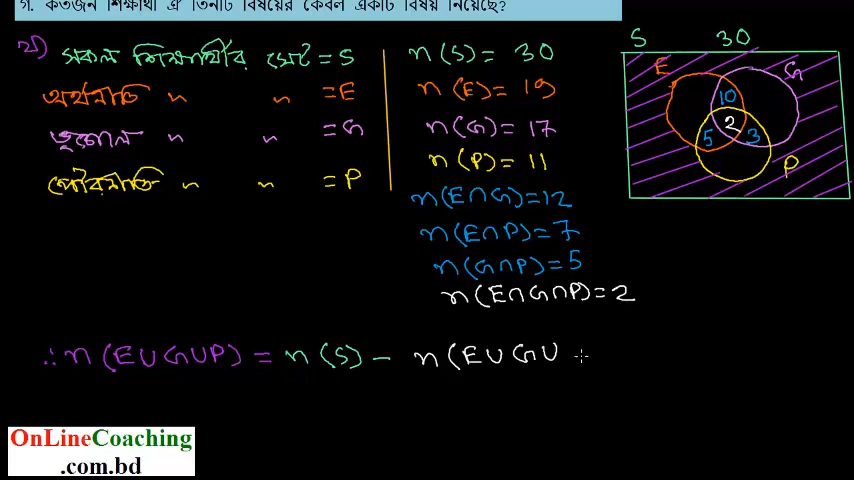 গ. কতজন শিক্ষার্থী ঐ তিনটি বিষয়ের কেবল একটি বিষয় নিয়েছে?
খ) সকল শিক্ষার্থীর সেট = S
অর্থনীতি " " = E
ভূগোল " " = G
পৌরনীতি " " = P
n (S) = 30
n (E) = 19
n (G) = 17
n (P) = 11
n (E∩G) = 12
n (E∩P) = 7
n (G∩P) = 5
n (E∩G∩P) = 2
S 30
E G
10
2
5 3
P
∴ n (E∪G∪P) = n (S) − n (E∪G∪
OnLineCoaching
.com.bd